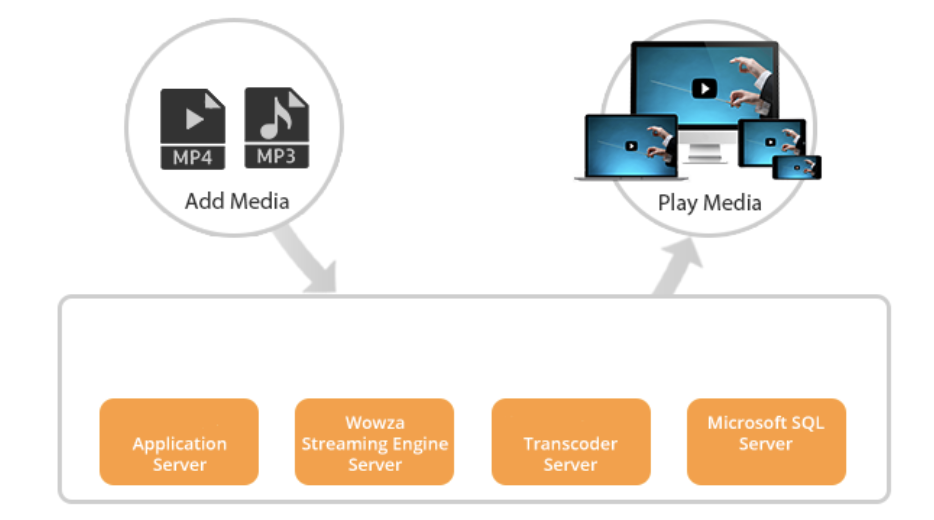 MP4
MP3
Add Media
Play Media
Application
Server
Wowza
Streaming Engine
Server
Transcoder
Server
Microsoft SQL
Server